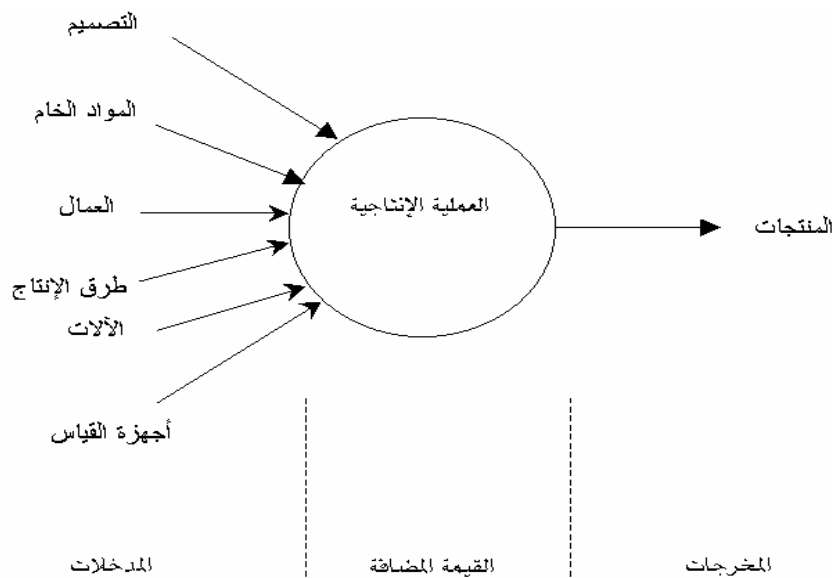 التصميم
المواد الخام
العمال
طرق الإنتاج
الآلات
أجهزة القياس
العملية الإنتاجية
المنتجات
المدخلات
القيمة المضافة
المخرجات